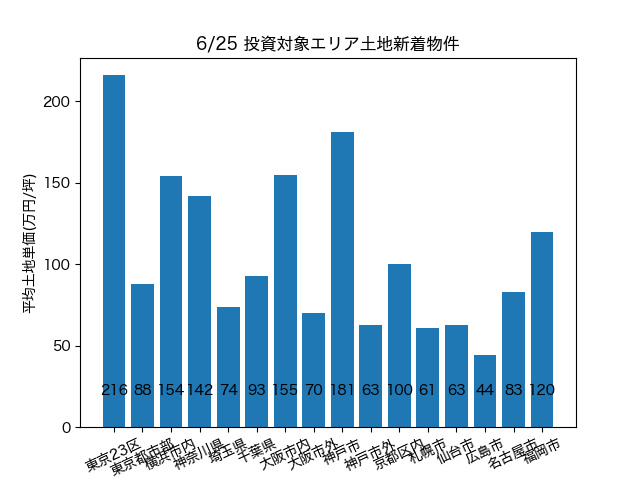 6/25 投資対象エリア土地新着物件
平均土地単価(万円/坪)
200
150
100
50
0
216 88 154 142 74 93 155 70 181 63 100 61 63 44 83 120
東京23区
東京都市部
横浜市内
神奈川県
埼玉県
千葉県
大阪市内
大阪市外
神戸市
神戸市外
京都区内
札幌市
仙台市
広島市
名古屋市
福岡市